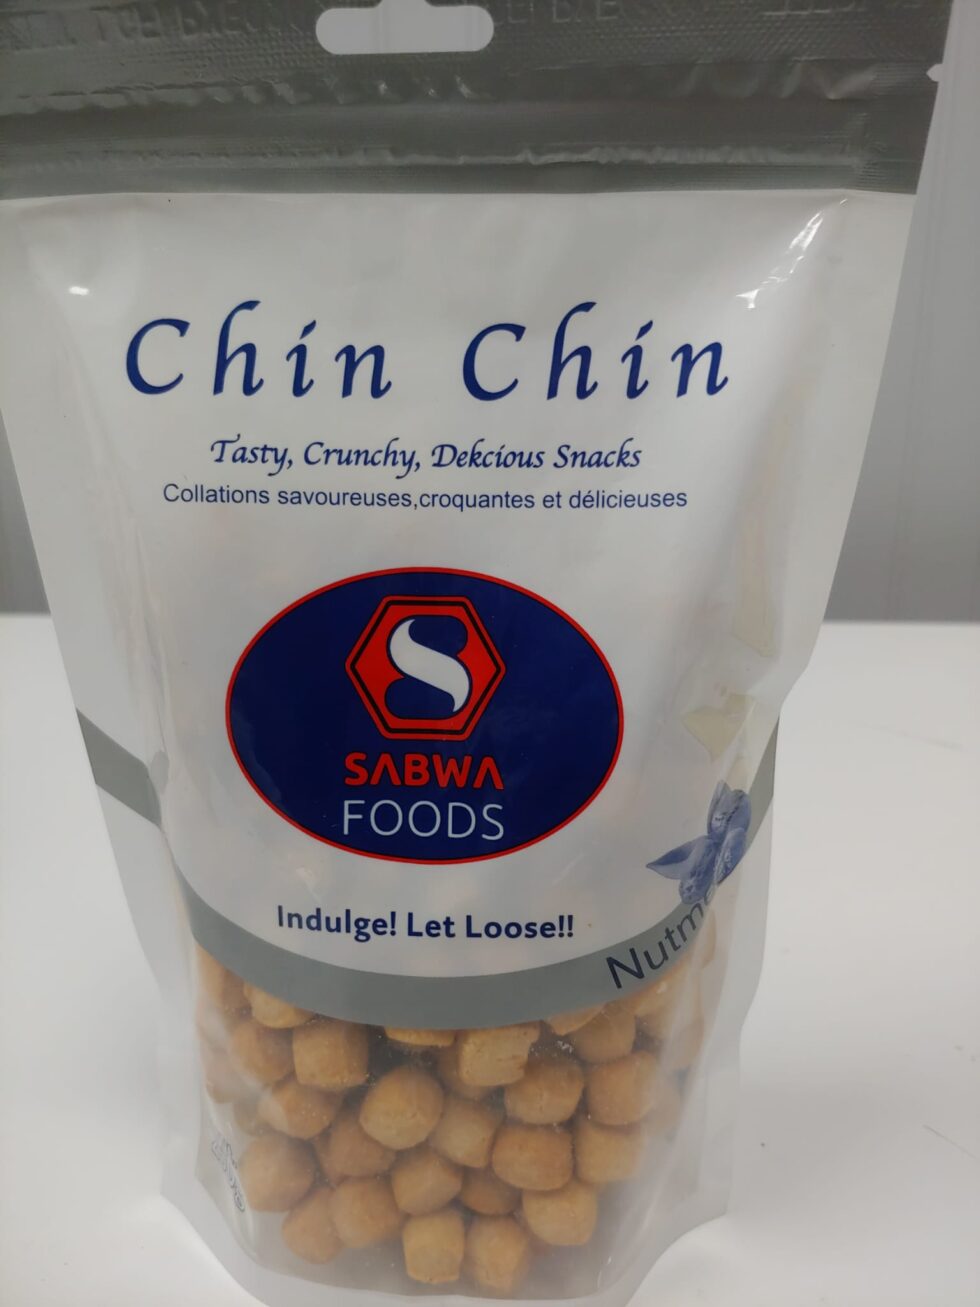 Chin Chin
Tasty, Crunchy, Dekcious Snacks
Collations savoureuses,croquantes et délicieuses
S
SABWA
FOODS
Indulge! Let Loose!!